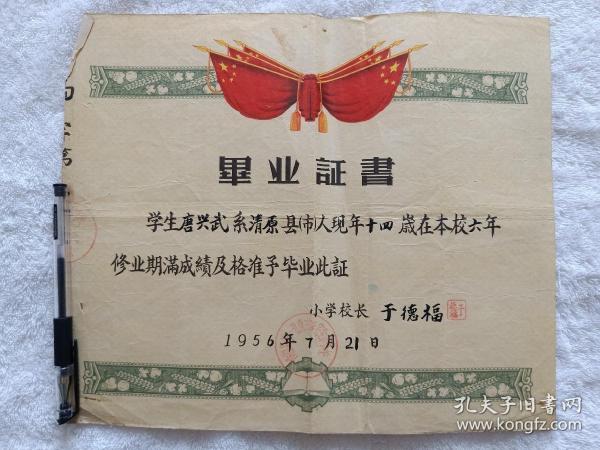 畢业証書
学生唐兴武系清原县(市)人现年十四歲在本校六年
修业期滿成績及格准予毕业此証
小学校长 于德福
1956年7月21日
孔夫子旧书网
www.kongfz.com